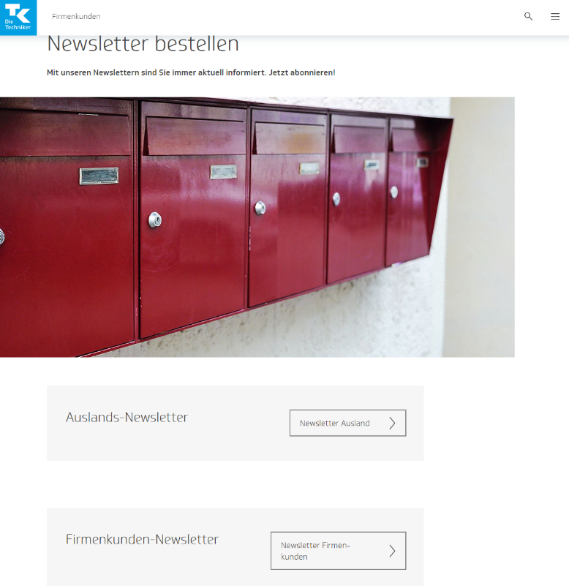 TK
Die
Techniker
Firmenkunden
Newsletter bestellen
Mit unseren Newslettern sind Sie immer aktuell informiert. Jetzt abonnieren!
Auslands-Newsletter
Newsletter Ausland
Firmenkunden-Newsletter
Newsletter Firmen-
kunden